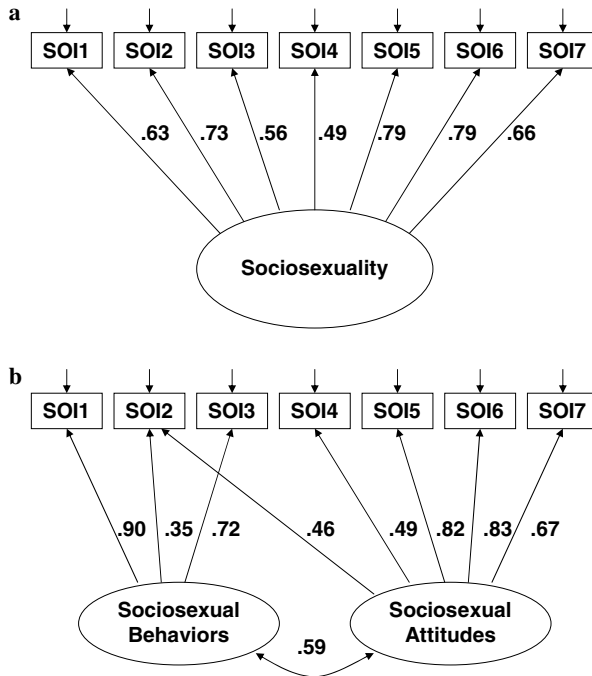 a
SOI1 SOI2 SOI3 SOI4 SOI5 SOI6 SOI7
.63 .73 .56 .49 .79 .79 .66
Sociosexuality
b
SOI1 SOI2 SOI3 SOI4 SOI5 SOI6 SOI7
.90 .35 .72 .46 .49 .82 .83 .67
Sociosexual Behaviors
Sociosexual Attitudes
.59